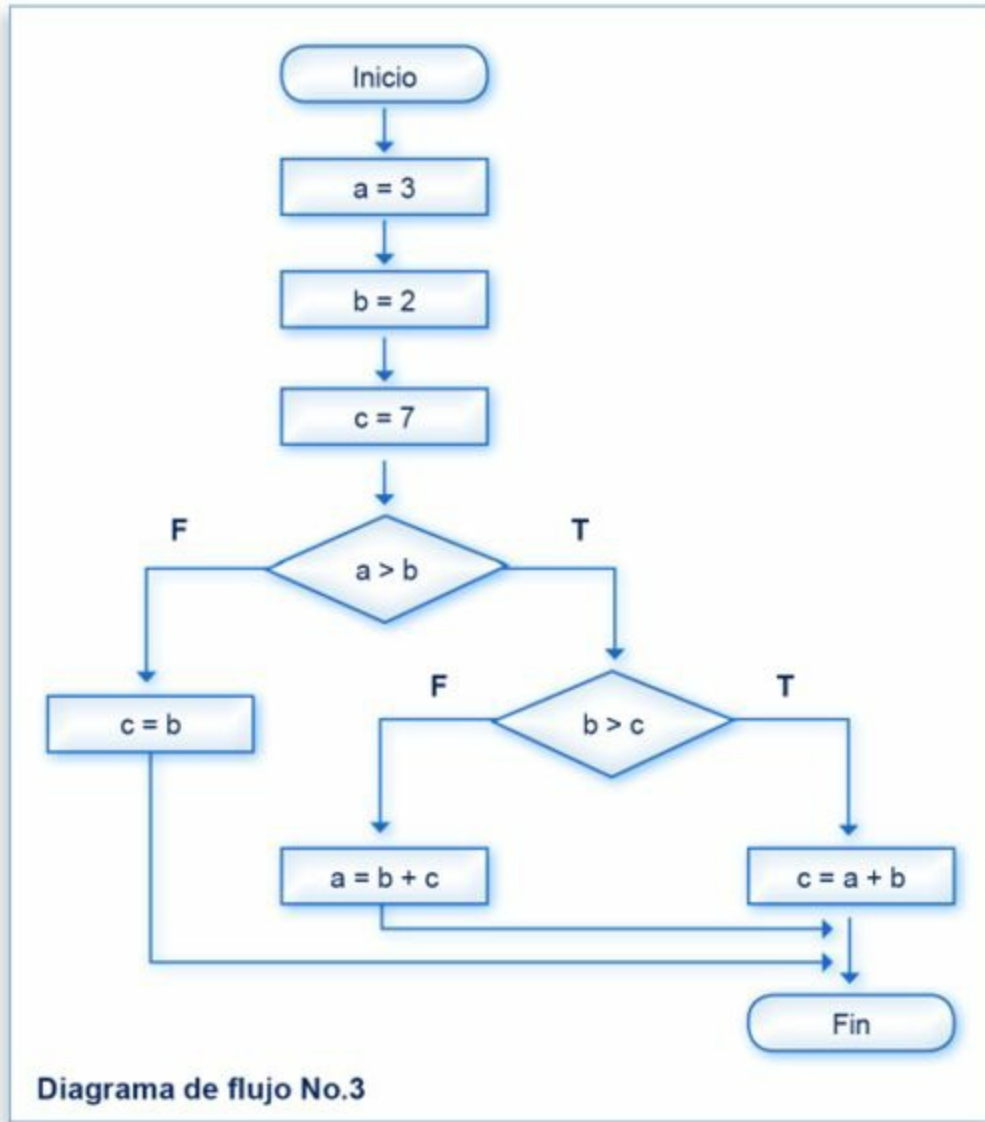 Inicio
a = 3
b = 2
c = 7
F
T
a > b
F
T
c = b
b > c
a = b + c
c = a + b
Fin
Diagrama de flujo No.3